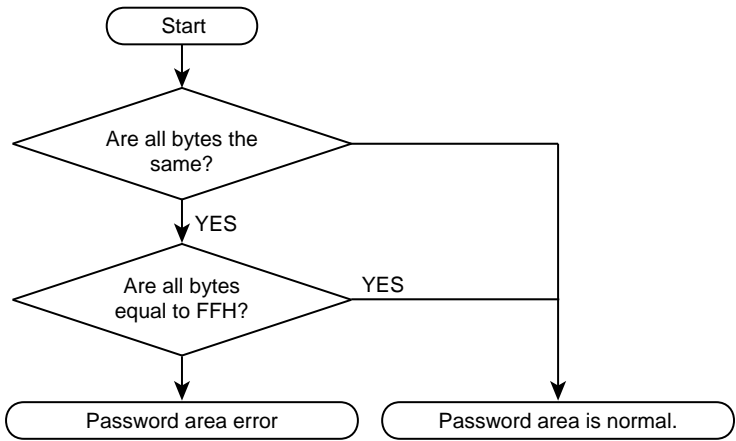 Start
Are all bytes the
same?
YES
Are all bytes
equal to FFH?
YES
Password area error
Password area is normal.